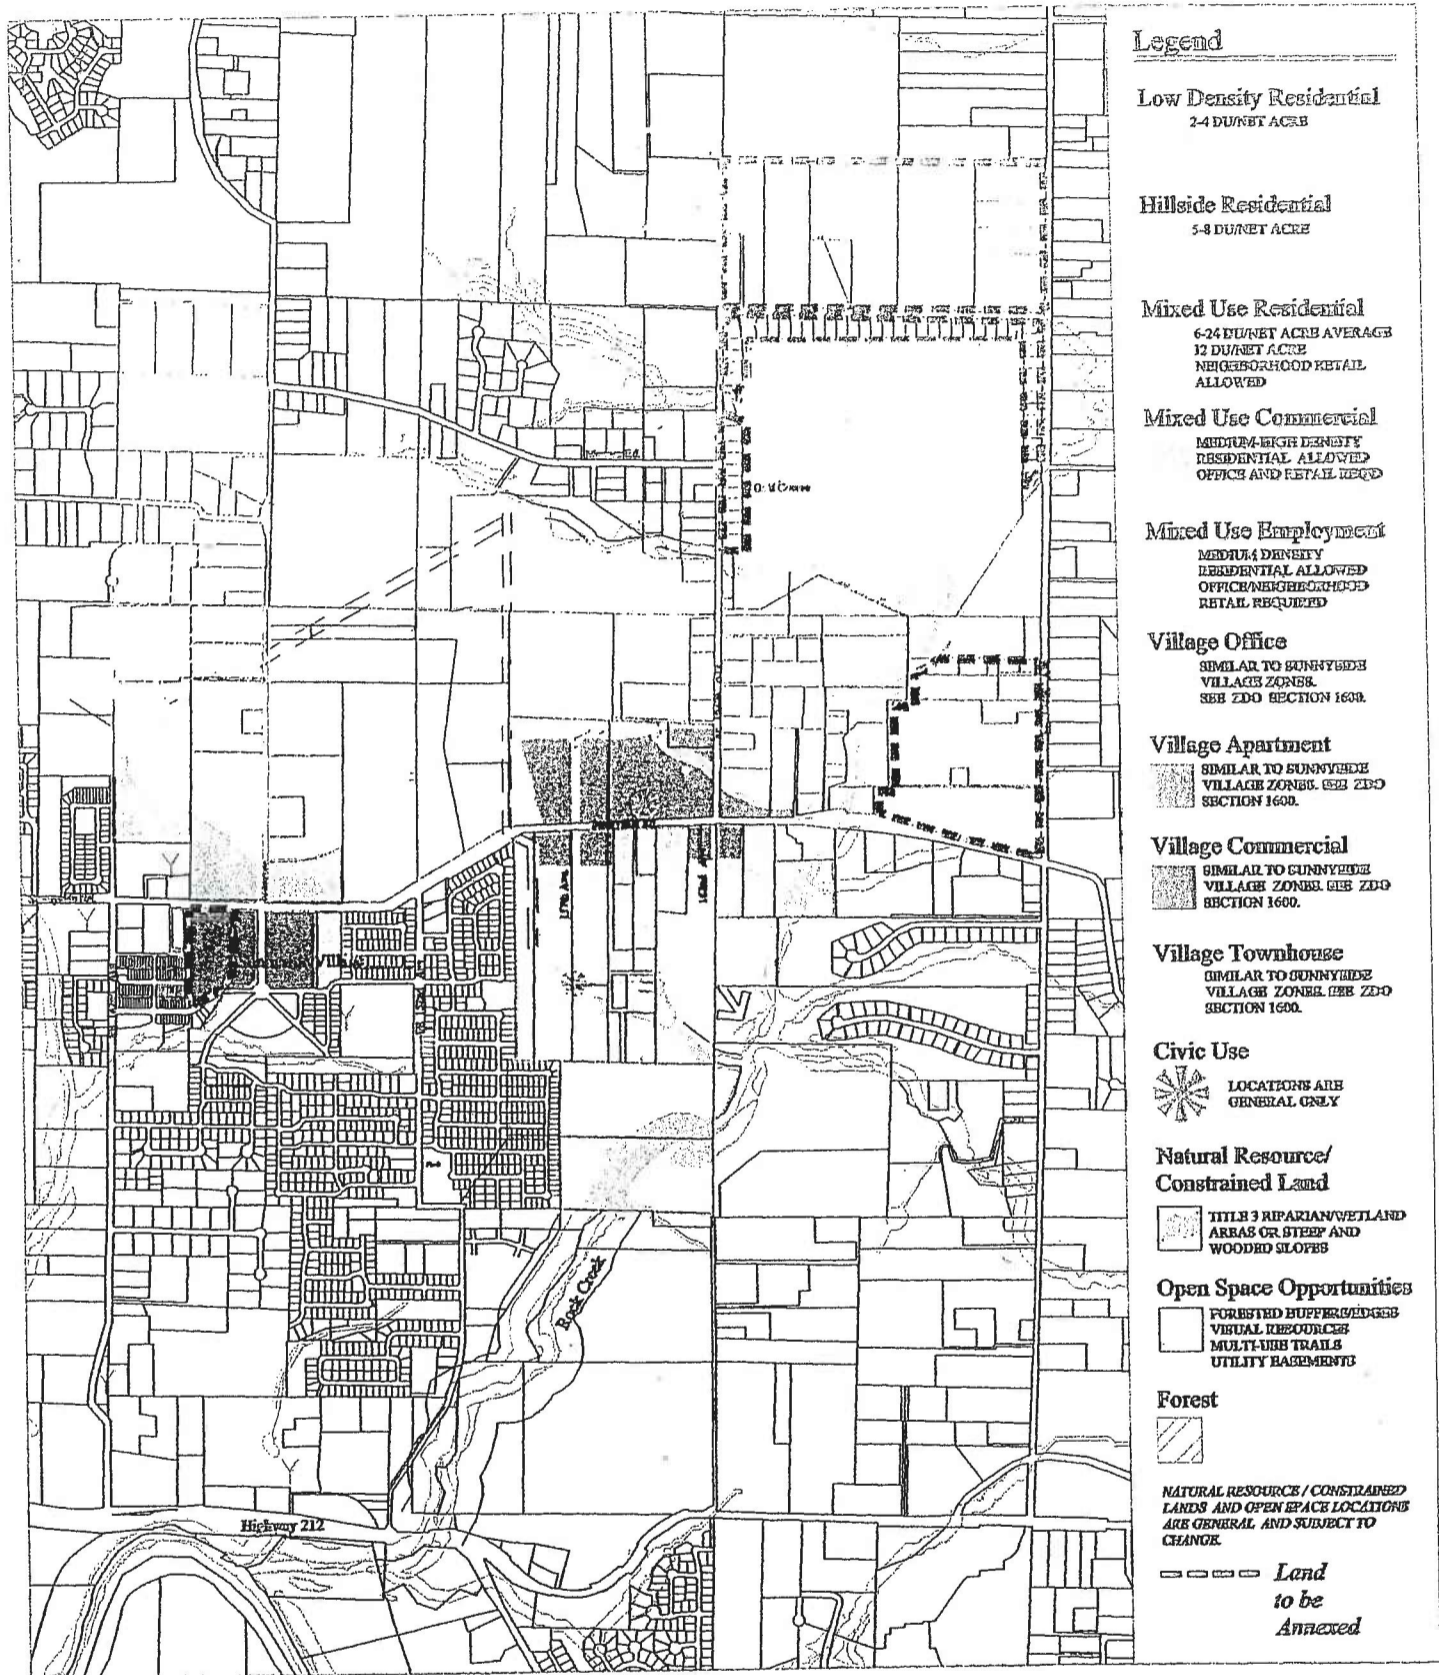 Legend
Low Density Residential
2-4 DU/NET ACRE
Hillside Residential
5-8 DU/NET ACRE
Mixed Use Residential
6-24 DU/NET ACRE AVERAGE
12 DU/NET ACRE
NEIGHBORHOOD RETAIL
ALLOWED
Mixed Use Commercial
MEDIUM-HIGH DENSITY
RESIDENTIAL ALLOWED
OFFICE AND RETAIL REQD
Mixed Use Employment
MEDIUM DENSITY
RESIDENTIAL ALLOWED
OFFICE/NEIGHBORHOOD
RETAIL REQUIRED
Village Office
SIMILAR TO SUNNYSIDE
VILLAGE ZONES.
SEE ZDO SECTION 1600.
Village Apartment
SIMILAR TO SUNNYSIDE
VILLAGE ZONES. SEE ZDO
SECTION 1600.
Village Commercial
SIMILAR TO SUNNYSIDE
VILLAGE ZONES. SEE ZDO
SECTION 1600.
Village Townhouse
SIMILAR TO SUNNYSIDE
VILLAGE ZONES. SEE ZDO
SECTION 1600.
Civic Use
LOCATIONS ARE
GENERAL ONLY
Natural Resource/
Constrained Land
TITLE 3 RIPARIAN/WETLAND
AREAS OR STEEP AND
WOODED SLOPES
Open Space Opportunities
FORESTED BUFFERS/EDGES
VISUAL RESOURCES
MULTI-USE TRAILS
UTILITY EASEMENTS
Forest
NATURAL RESOURCE / CONSTRAINED
LANDS AND OPEN SPACE LOCATIONS
ARE GENERAL AND SUBJECT TO
CHANGE.
Land
to be
Annexed
Village
Rock Creek
Highway 212